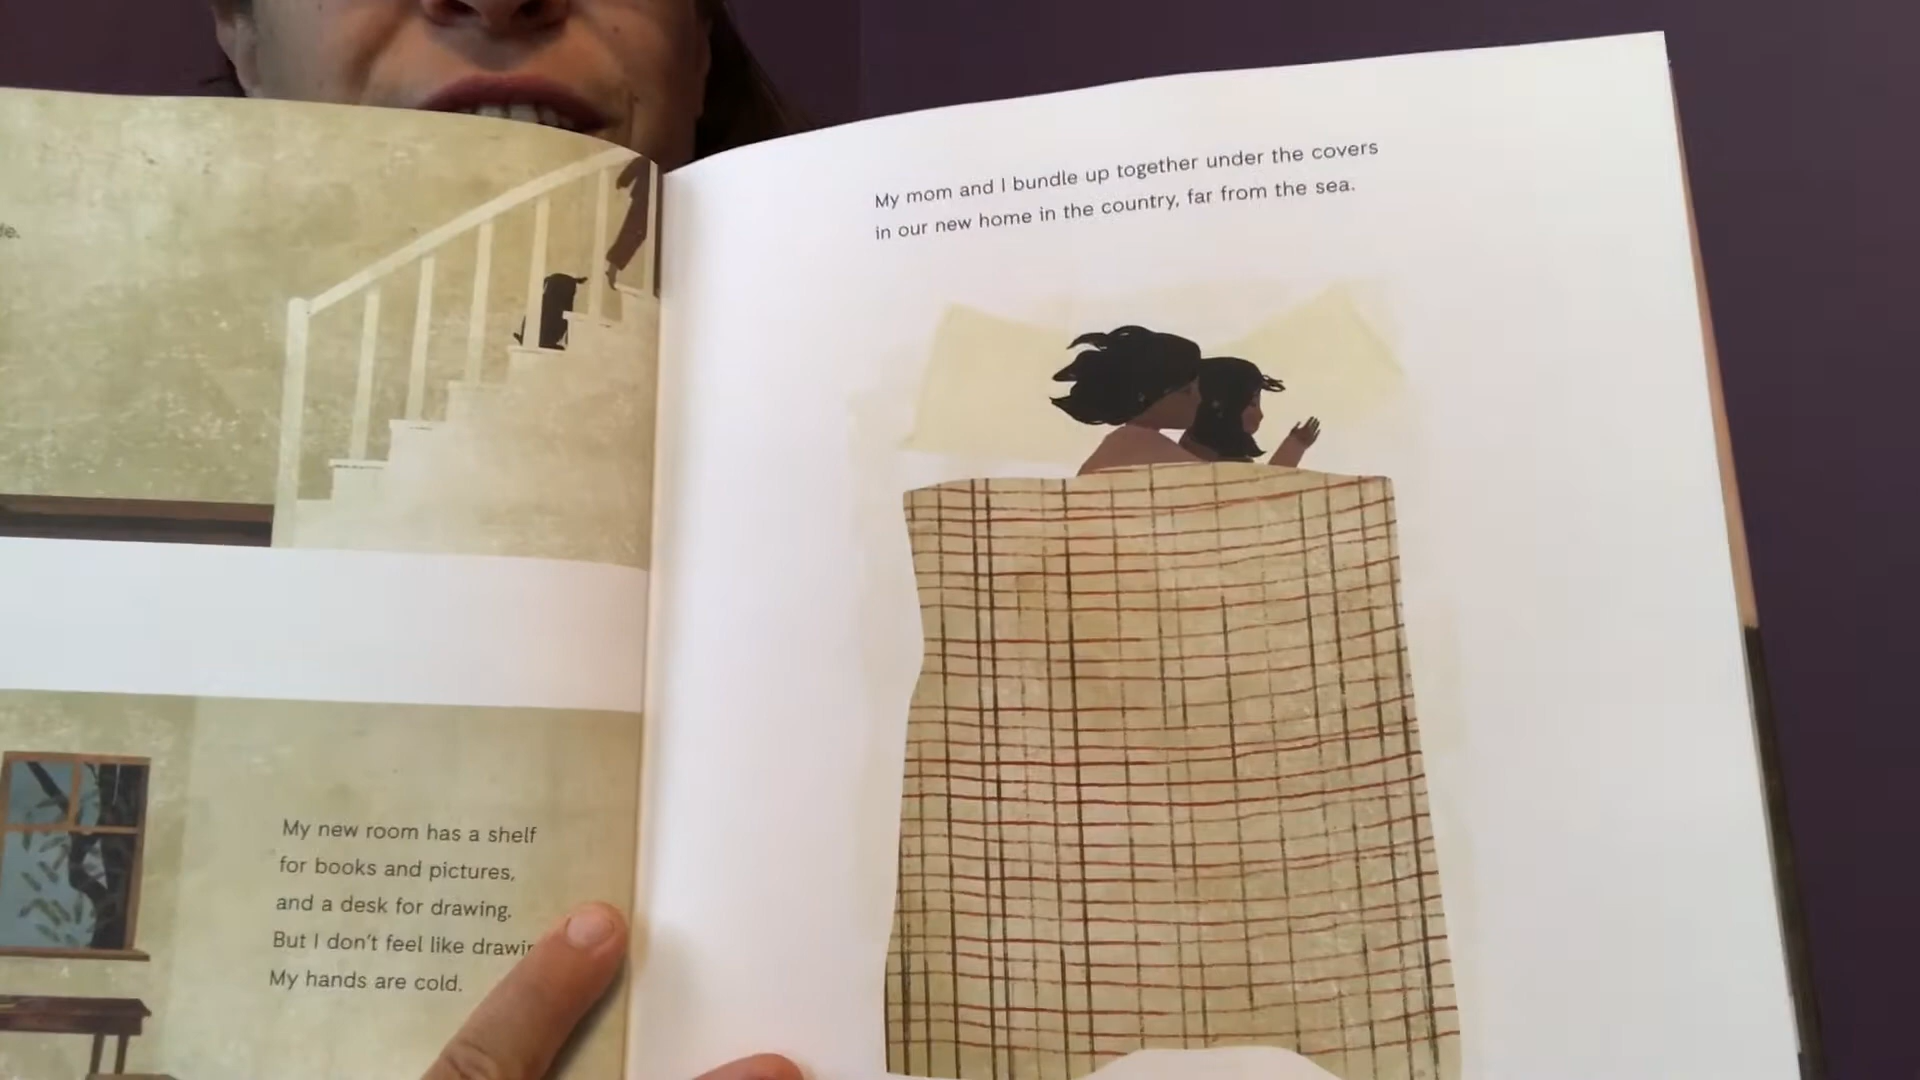 My new room has a shelf
for books and pictures,
and a desk for drawing.
But I don't feel like
My hands are cold.
My mom and I bundle up together under the covers
in our new home in the country, far from the sea.